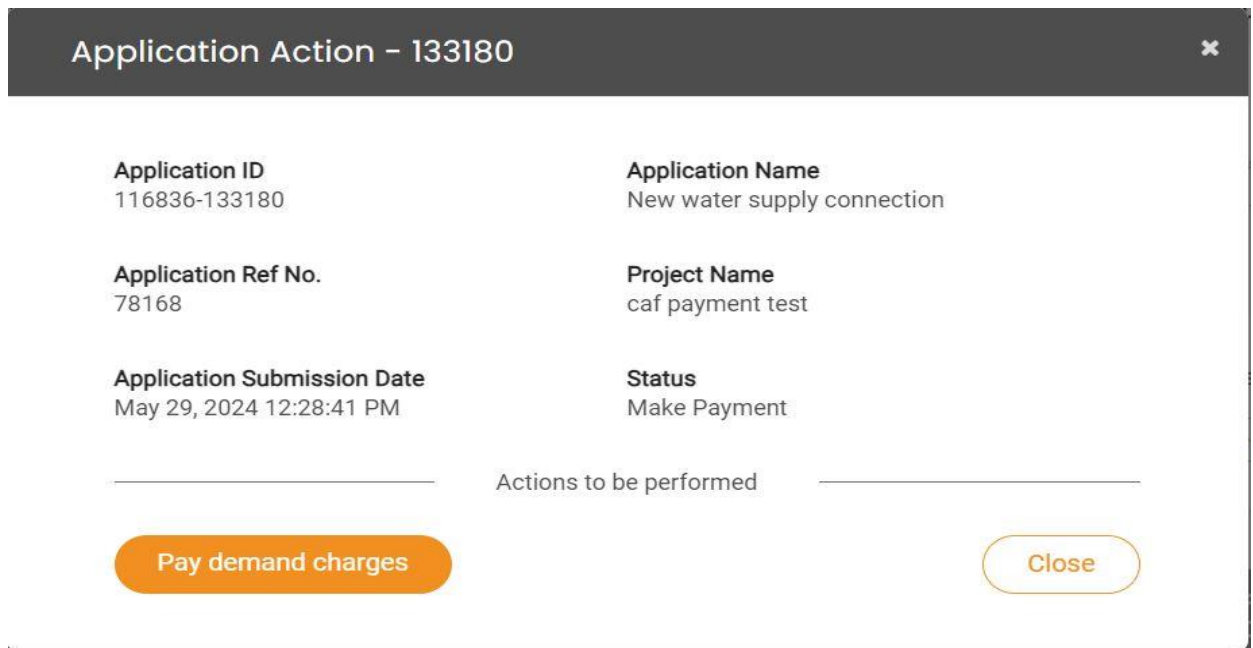 Application Action - 133180
Application ID
116836-133180
Application Name
New water supply connection
Application Ref No.
78168
Project Name
caf payment test
Application Submission Date
May 29, 2024 12:28:41 PM
Status
Make Payment
Actions to be performed
Pay demand charges
Close